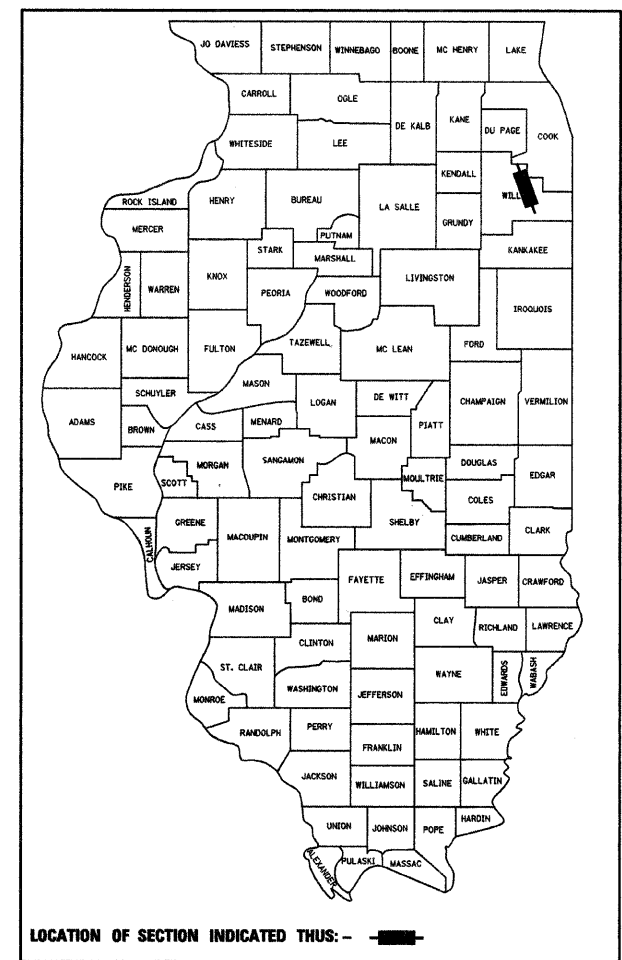 JO DAVIESS
STEPHENSON
WINNEBAGO
BOONE
MC HENRY
LAKE
CARROLL
OGLE
DE KALB
KANE
DU PAGE
COOK
WHITESIDE
LEE
KENDALL
WILL
ROCK ISLAND
HENRY
BUREAU
LA SALLE
GRUNDY
MERCER
PUTNAM
STARK
MARSHALL
KANKAKEE
HENDERSON
WARREN
KNOX
PEORIA
WOODFORD
LIVINGSTON
IROQUOIS
HANCOCK
MC DONOUGH
FULTON
TAZEWELL
MC LEAN
FORD
SCHUYLER
MASON
LOGAN
DE WITT
CHAMPAIGN
VERMILION
ADAMS
BROWN
CASS
MENARD
PIATT
MACON
PIKE
SCOTT
MORGAN
SANGAMON
CHRISTIAN
MOULTRIE
DOUGLAS
EDGAR
COLES
CALHOUN
GREENE
MACOUPIN
MONTGOMERY
SHELBY
CUMBERLAND
CLARK
JERSEY
FAYETTE
EFFINGHAM
JASPER
CRAWFORD
MADISON
BOND
CLAY
RICHLAND
LAWRENCE
CLINTON
MARION
ST. CLAIR
WAYNE
EDWARDS
WABASH
MONROE
WASHINGTON
JEFFERSON
RANDOLPH
PERRY
HAMILTON
WHITE
FRANKLIN
JACKSON
WILLIAMSON
SALINE
GALLATIN
UNION
JOHNSON
POPE
HARDIN
ALEXANDER
PULASKI
MASSAC
LOCATION OF SECTION INDICATED THUS:-